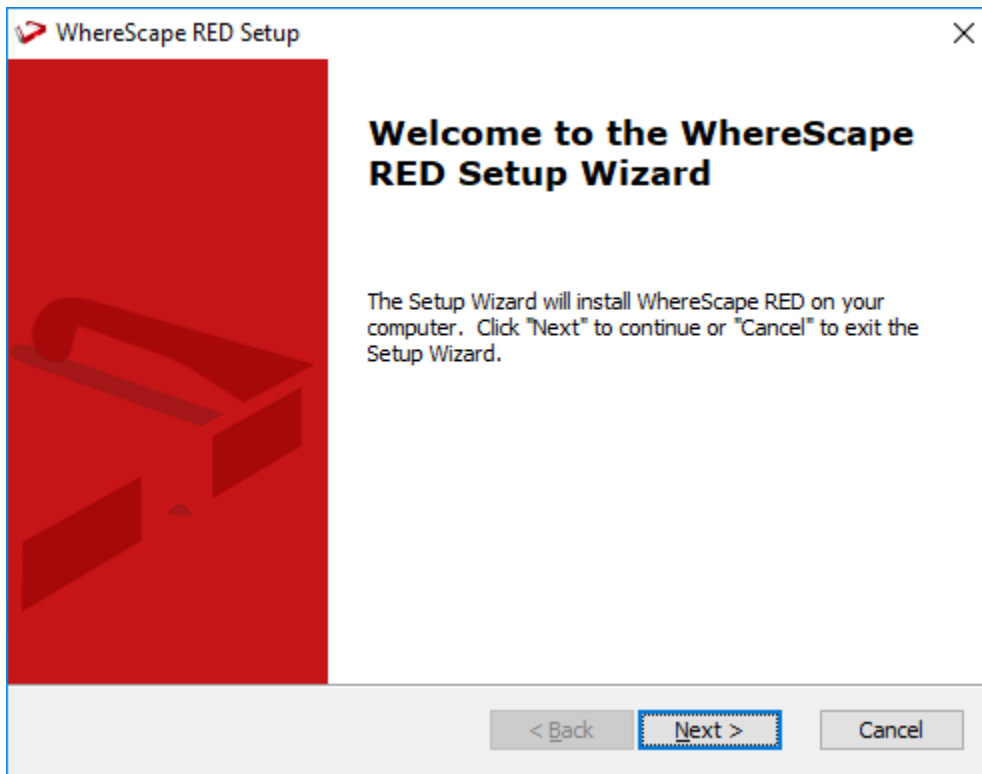 WhereScape RED Setup
Welcome to the WhereScape
RED Setup Wizard
The Setup Wizard will install WhereScape RED on your
computer.  Click "Next" to continue or "Cancel" to exit the
Setup Wizard.
< Back
Next >
Cancel